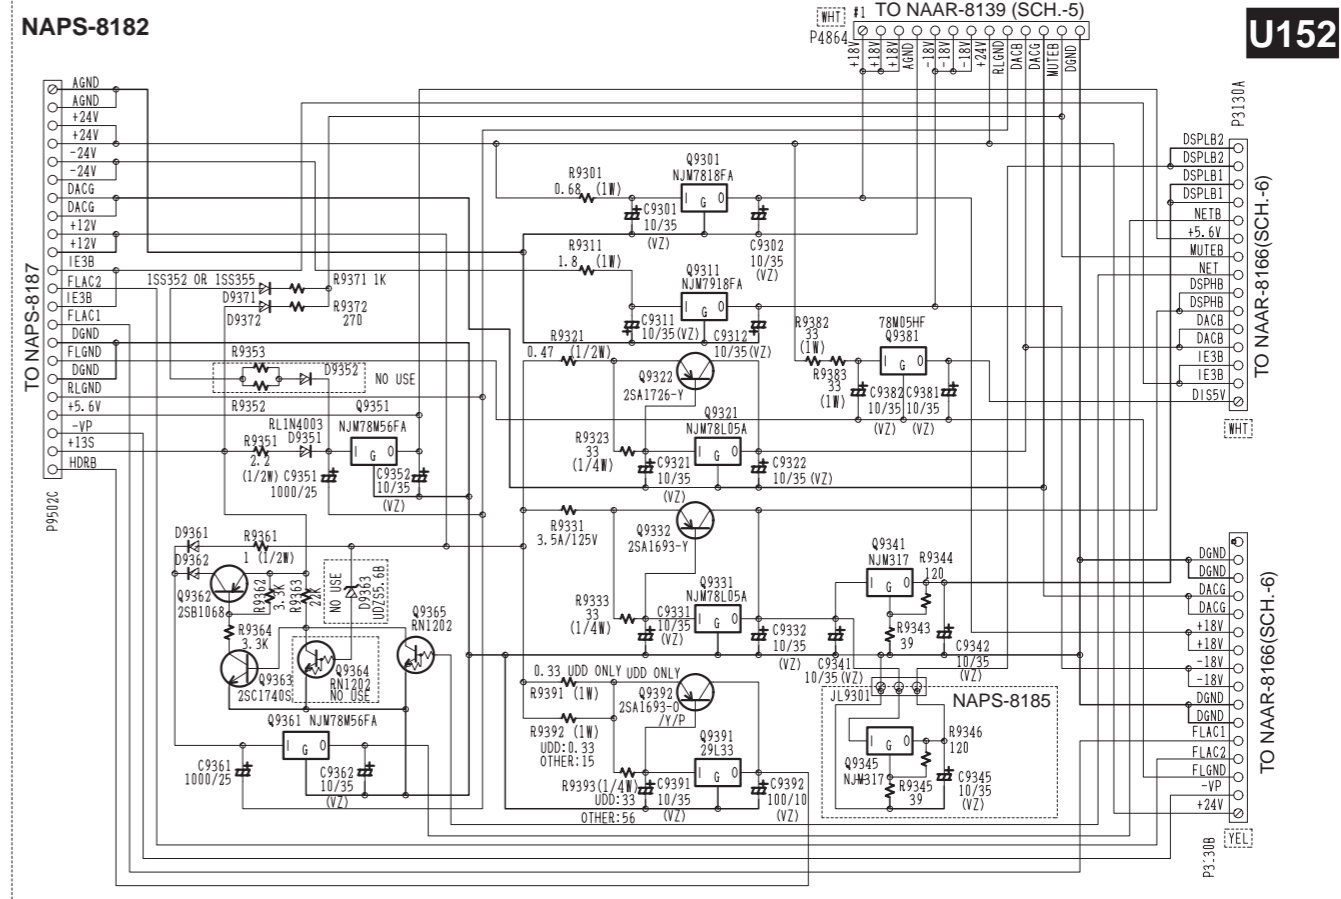 NAPS-8182
WHT
#1
TO NAAR-8139 (SCH.-5)
P4864
+18V
+18V
+18V
AGND
-18V
-18V
-18V
+24V
RLGND
DACB
DACG
MUTEB
DGND
U152
TO NAPS-8187
AGND
AGND
+24V
+24V
-24V
-24V
DACG
DACG
+12V
+12V
IE3B
FLAC2
IE3B
FLAC1
DGND
FLGND
DGND
RLGND
+5.6V
-VP
+13S
HDRB
P9502C
P3130A
DSPLB2
DSPLB2
DSPLB1
DSPLB1
NETB
+5.6V
MUTEB
NET
DSPHB
DSPHB
DACB
DACB
IE3B
IE3B
DIS5V
WHT
TO NAAR-8166(SCH.-6)
R9301
0.68 (1W)
Q9301
NJM7818FA
I G O
C9301
10/35
(VZ)
C9302
10/35
(VZ)
R9311
1.8 (1W)
Q9311
NJM7918FA
I G O
C9311
10/35(VZ)
C9312
10/35(VZ)
1SS352 OR 1SS355
D9371
R9371 1K
D9372
R9372
270
R9353
D9352
NO USE
R9352
R9321
0.47 (1/2W)
Q9322
2SA1726-Y
Q9321
NJM78L05A
I G O
R9323
33
(1/4W)
C9321
10/35
(VZ)
C9322
10/35(VZ)
R9382
33
(1W)
R9383
33
(1W)
78M05HF
Q9381
I G O
C9382
10/35
(VZ)
C9381
10/35
(VZ)
R9351
2.2
(1/2W)
RL1N4003
D9351
Q9351
NJM78M56FA
I G O
C9351
1000/25
C9352
10/35
(VZ)
R9331
3.5A/125V
Q9332
2SA1693-Y
Q9331
NJM78L05A
I G O
R9333
33
(1/4W)
C9331
10/35
(VZ)
C9332
10/35
(VZ)
Q9341
NJM317
I G O
R9344
120
R9343
39
C9341
10/35(VZ)
C9342
10/35
(VZ)
D9361
D9362
R9361
1 (1/2W)
Q9362
2SB1068
R9362
3.3K
R9363
22K
NO USE
D9363
UDZS5.6B
Q9365
RN1202
R9364
3.3K
Q9363
2SC1740S
Q9364
RN1202
NO USE
Q9361 NJM78M56FA
I G O
C9361
1000/25
C9362
10/35
(VZ)
0.33 UDD ONLY
R9391 (1W)
UDD ONLY
Q9392
2SA1693-O
/Y/P
R9392 (1W)
UDD:0.33
OTHER:15
Q9391
29L33
I G O
R9393(1/4W)
UDD:33
OTHER:56
C9391
10/35
(VZ)
C9392
100/10
(VZ)
JL9301
NAPS-8185
I G O
Q9345
NJM317
R9346
120
R9345
39
C9345
10/35
(VZ)
DGND
DGND
DACG
DACG
+18V
+18V
-18V
-18V
DGND
DGND
FLAC1
FLAC2
FLGND
-VP
+24V
YEL
P3130B
TO NAAR-8166(SCH.-6)